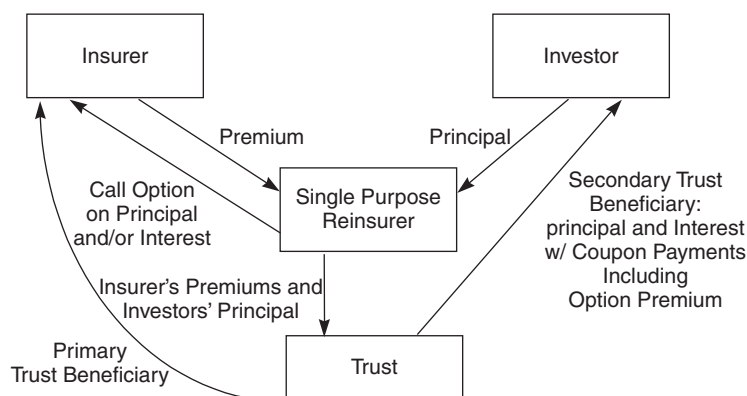 Insurer
Investor
Premium
Principal
Call Option
on Principal
and/or Interest
Single Purpose
Reinsurer
Secondary Trust
Beneficiary:
principal and Interest
w/ Coupon Payments
Including
Option Premium
Insurer's Premiums and
Investors' Principal
Primary
Trust Beneficiary
Trust